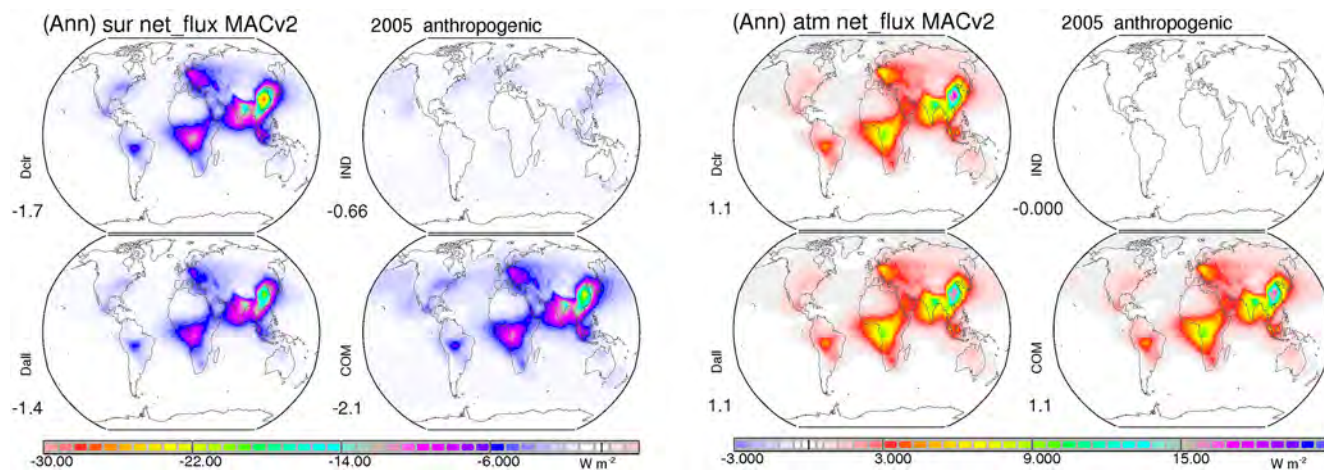 (Ann) sur net_flux MACv2
2005 anthropogenic
Dclr
-1.7
IND
-0.66
Dall
-1.4
COM
-2.1
-30.00 -22.00 -14.00 -6.000 W m⁻²
(Ann) atm net_flux MACv2
2005 anthropogenic
Dclr
1.1
IND
-0.000
Dall
1.1
COM
1.1
-3.000 3.000 9.000 15.00 W m⁻²